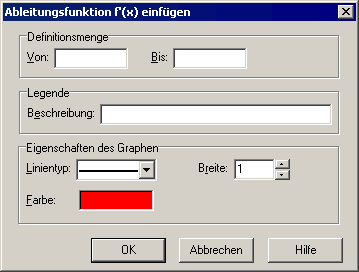 Ableitungsfunktion f'(x) einfügen
Definitionsmenge
Von: Bis:
Legende
Beschreibung:
Eigenschaften des Graphen
Linientyp: Breite: 1
Farbe:
OK Abbrechen Hilfe